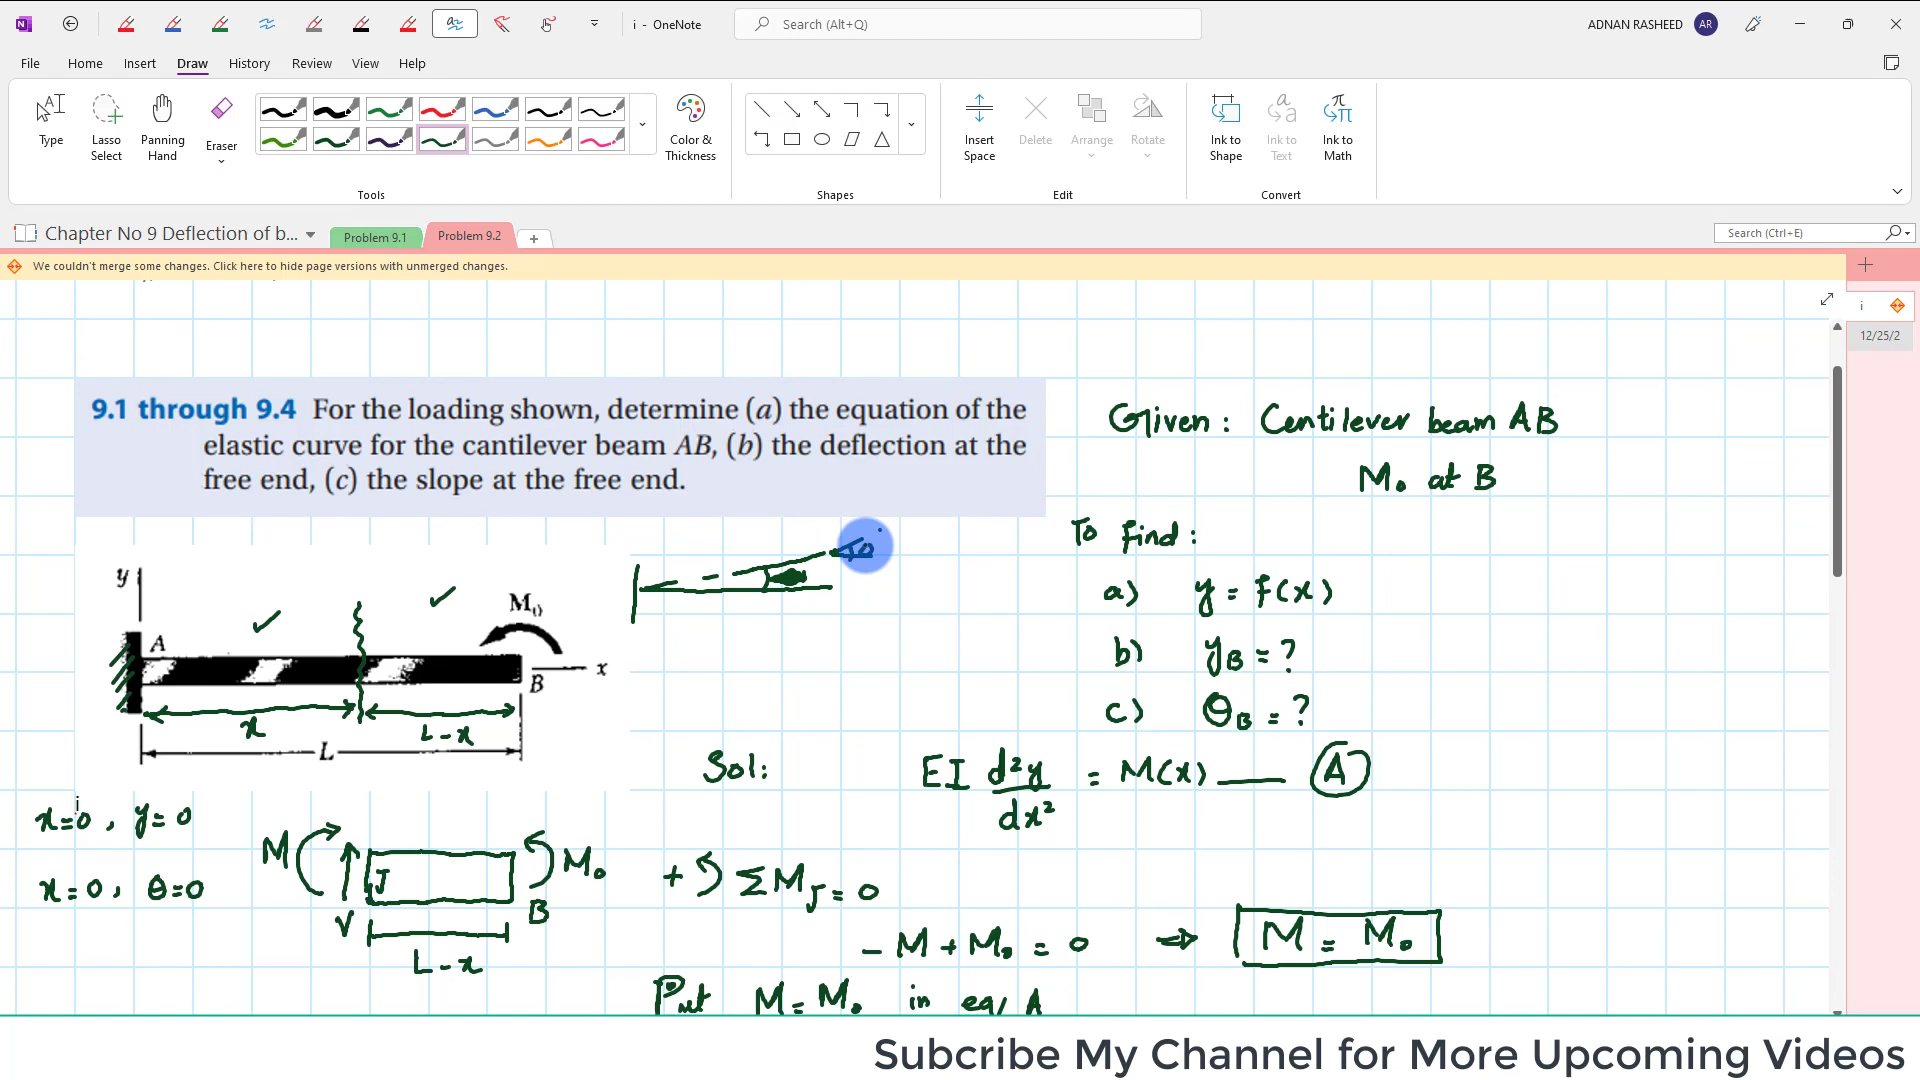 i - OneNote
Search (Alt+Q)
ADNAN RASHEED
AR
File
Home
Insert
Draw
History
Review
View
Help
Type
Lasso Select
Panning Hand
Eraser
Color & Thickness
Insert Space
Delete
Arrange
Rotate
Ink to Shape
Ink to Text
Ink to Math
Tools
Shapes
Edit
Convert
Chapter No 9 Deflection of b...
Problem 9.1
Problem 9.2
Search (Ctrl+E)
We couldn't merge some changes. Click here to hide page versions with unmerged changes.
i
12/25/2
9.1 through 9.4 For the loading shown, determine (a) the equation of the
elastic curve for the cantilever beam AB, (b) the deflection at the
free end, (c) the slope at the free end.
Given: Centilever beam AB
M₀ at B
To Find:
a) y = f(x)
b) yB = ?
c) θB = ?
y
A
M₀
x
B
x
L-x
L
Sol: EI d²y/dx² = M(x) —— A
i
x=0, y=0
x=0, θ=0
M
V
J
M₀
B
L-x
+ ΣMJ = 0
- M + M₀ = 0 ⇒ M = M₀
Put M = M₀ in eq A
Subcribe My Channel for More Upcoming Videos